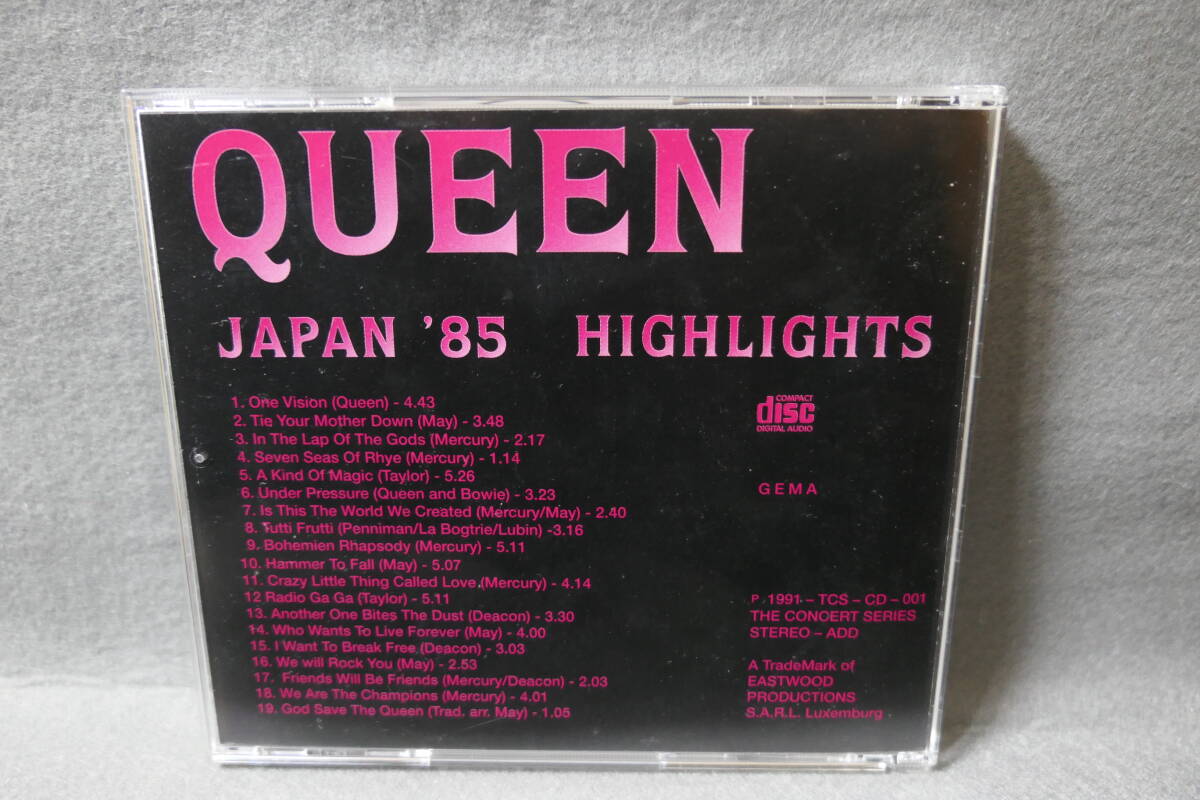 QUEEN
JAPAN '85 HIGHLIGHTS
1. One Vision (Queen) - 4.43
2. Tie Your Mother Down (May) - 3.48
3. In The Lap Of The Gods (Mercury) - 2.17
4. Seven Seas Of Rhye (Mercury) - 1.14
5. A Kind Of Magic (Taylor) - 5.26
6. Under Pressure (Queen and Bowie) - 3.23
7. Is This The World We Created (Mercury/May) - 2.40
8. Tutti Frutti (Penniman/La Bogtrie/Lubin) -3.16
9. Bohemien Rhapsody (Mercury) - 5.11
10. Hammer To Fall (May) - 5.07
11. Crazy Little Thing Called Love (Mercury) - 4.14
12 Radio Ga Ga (Taylor) - 5.11
13. Another One Bites The Dust (Deacon) - 3.30
14. Who Wants To Live Forever (May) - 4.00
15. I Want To Break Free (Deacon) - 3.03
16. We will Rock You (May) - 2.53
17. Friends Will Be Friends (Mercury/Deacon) - 2.03
18. We Are The Champions (Mercury) - 4.01
19. God Save The Queen (Trad. arr. May) - 1.05
COMPACT
disc
DIGITAL AUDIO
GEMA
P 1991 – TCS – CD – 001
THE CONOERT SERIES
STEREO – ADD
A TradeMark of
EASTWOOD
PRODUCTIONS
S.A.R.L. Luxemburg